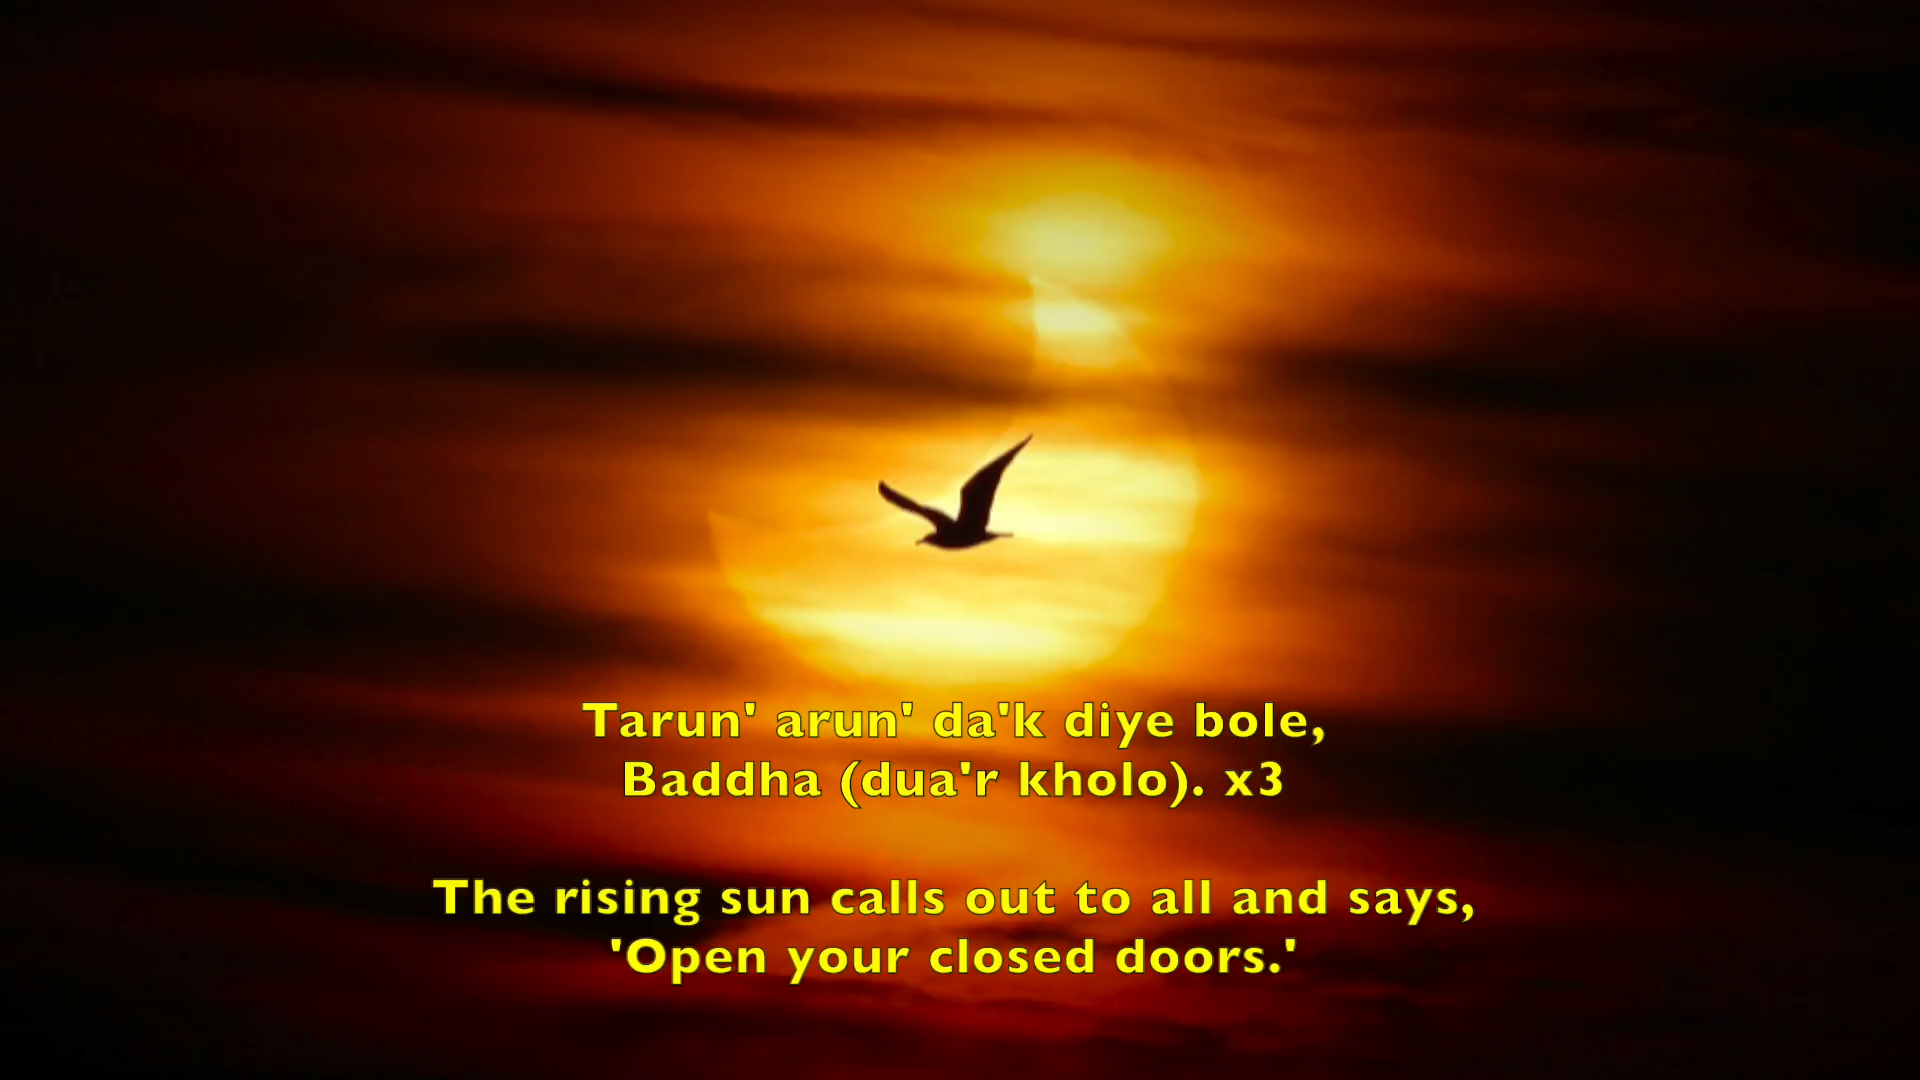 Tarun' arun' da'k diye bole,
Baddha (dua'r kholo). x3
The rising sun calls out to all and says,
'Open your closed doors.'